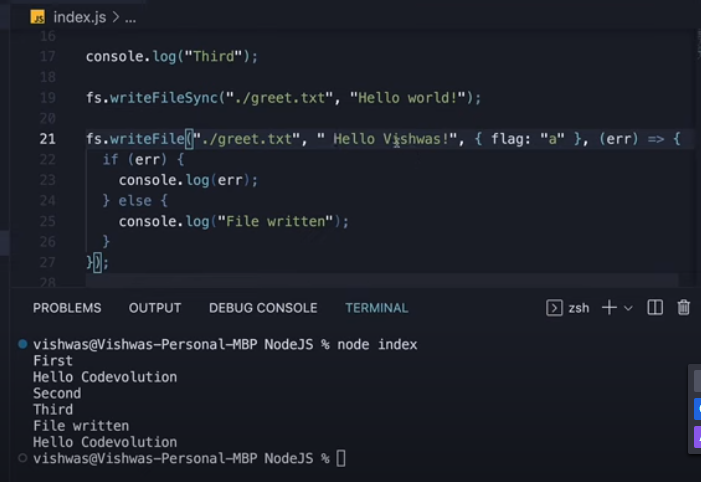 JS index.js > ...
16
17 console.log("Third");
18
19 fs.writeFileSync("./greet.txt", "Hello world!");
20
21 fs.writeFile("./greet.txt", " Hello Vishwas!", { flag: "a" }, (err) => {
22 if (err) {
23 console.log(err);
24 } else {
25 console.log("File written");
26 }
27 });
28
PROBLEMS OUTPUT DEBUG CONSOLE TERMINAL zsh
vishwas@Vishwas-Personal-MBP NodeJS % node index
First
Hello Codevolution
Second
Third
File written
Hello Codevolution
vishwas@Vishwas-Personal-MBP NodeJS %